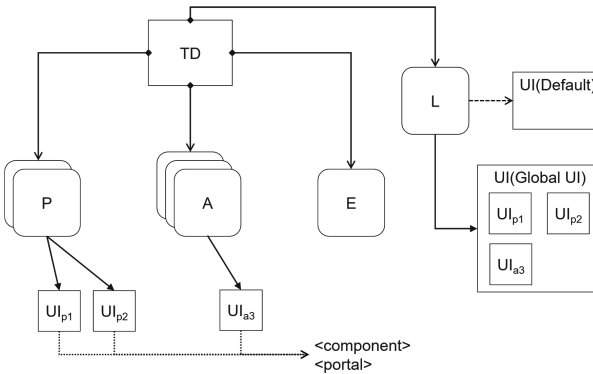 TD
L
UI(Default)
P
A
E
UI(Global UI)
UIp1
UIp2
UIa3
UIp1
UIp2
UIa3
<component>
<portal>